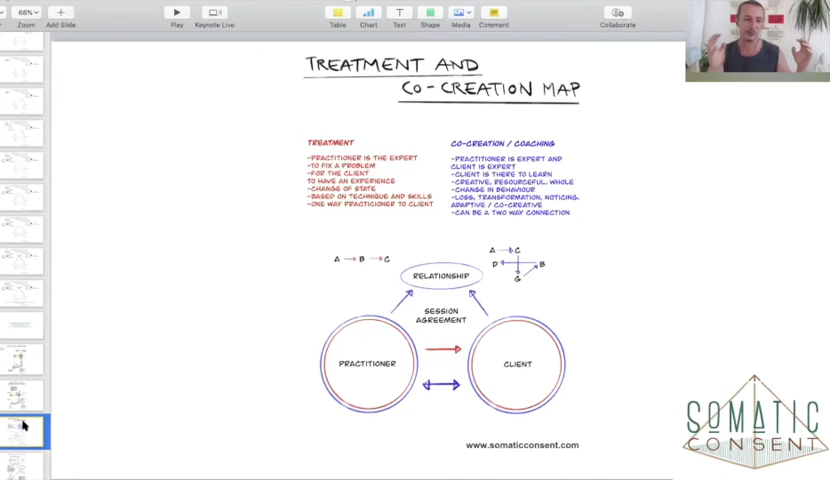 68%
Zoom
Add Slide
Play
Keynote Live
Table
Chart
Text
Shape
Media
Comment
Collaborate
TREATMENT AND
CO-CREATION MAP
TREATMENT
-PRACTITIONER IS THE EXPERT
-TO FIX A PROBLEM
-FOR THE CLIENT
TO HAVE AN EXPERIENCE
-CHANGE OF STATE
-BASED ON TECHNIQUE AND SKILLS
-ONE WAY PRACTICIONER TO CLIENT
CO-CREATION / COACHING
-PRACTITIONER IS EXPERT AND
CLIENT IS EXPERT
-CLIENT IS THERE TO LEARN
-CREATIVE, RESOURCEFUL, WHOLE
-CHANGE IN BEHAVIOUR
-LOSS, TRANSFORMATION, NOTICING,
ADAPTIVE / CO-CREATIVE
-CAN BE A TWO WAY CONNECTION
A B C
A C
D B
G
RELATIONSHIP
SESSION
AGREEMENT
PRACTITIONER
CLIENT
www.somaticconsent.com
SOMATIC
CONSENT